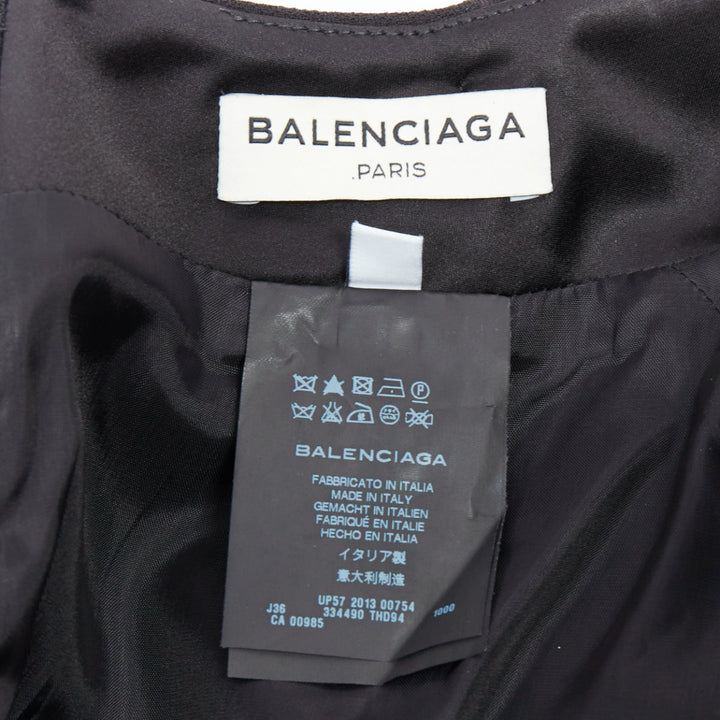 BALENCIAGA
.PARIS
P
BALENCIAGA
FABBRICATO IN ITALIA
MADE IN ITALY
GEMACHT IN ITALIEN
FABRIQUÉ EN ITALIE
HECHO EN ITALIA
イタリア製
意大利制造
UP57 2013 00754
J36 334490 THD94 1000
CA 00985